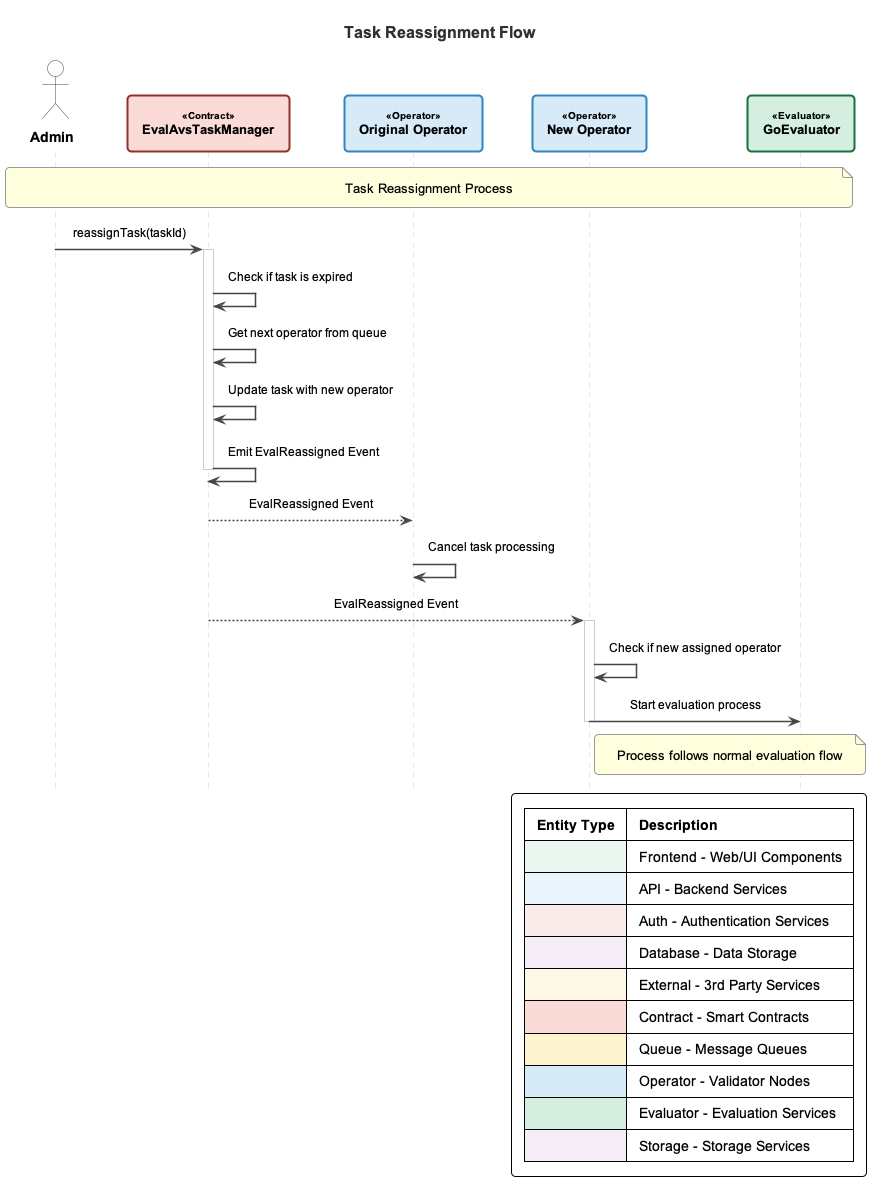 Task Reassignment Flow
Admin
«Contract»
EvalAvsTaskManager
«Operator»
Original Operator
«Operator»
New Operator
«Evaluator»
GoEvaluator
Task Reassignment Process
reassignTask(taskId)
Check if task is expired
Get next operator from queue
Update task with new operator
Emit EvalReassigned Event
EvalReassigned Event
Cancel task processing
EvalReassigned Event
Check if new assigned operator
Start evaluation process
Process follows normal evaluation flow
Entity Type Description
Frontend - Web/UI Components
API - Backend Services
Auth - Authentication Services
Database - Data Storage
External - 3rd Party Services
Contract - Smart Contracts
Queue - Message Queues
Operator - Validator Nodes
Evaluator - Evaluation Services
Storage - Storage Services